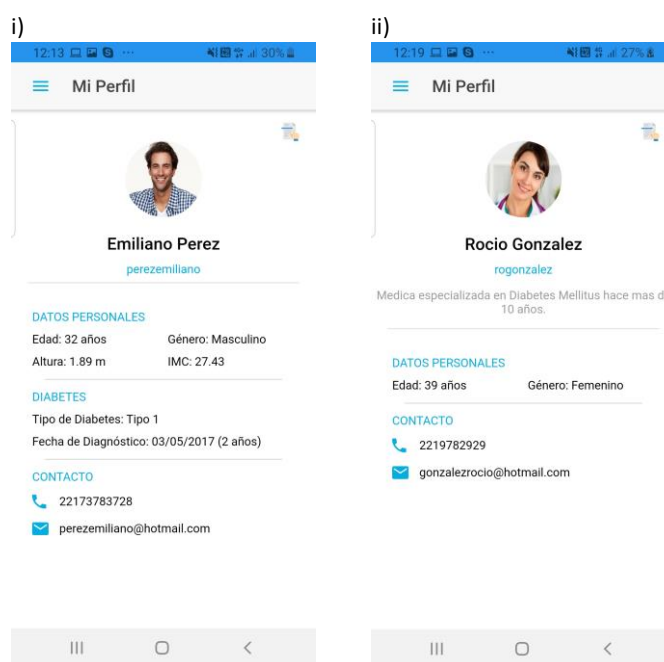 i)
12:13 ... 30%
Mi Perfil
Emiliano Perez
perezemiliano
DATOS PERSONALES
Edad: 32 años Género: Masculino
Altura: 1.89 m IMC: 27.43
DIABETES
Tipo de Diabetes: Tipo 1
Fecha de Diagnóstico: 03/05/2017 (2 años)
CONTACTO
22173783728
perezemiliano@hotmail.com
ii)
12:19 ... 27%
Mi Perfil
Rocio Gonzalez
rogonzalez
Medica especializada en Diabetes Mellitus hace mas d
10 años.
DATOS PERSONALES
Edad: 39 años Género: Femenino
CONTACTO
2219782929
gonzalezrocio@hotmail.com